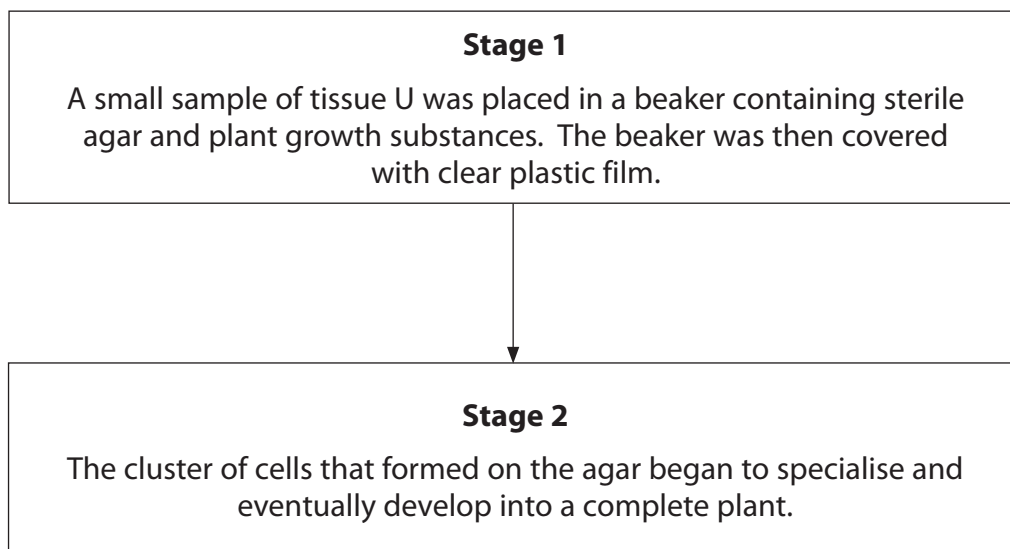 Stage 1
A small sample of tissue U was placed in a beaker containing sterile
agar and plant growth substances. The beaker was then covered
with clear plastic film.
Stage 2
The cluster of cells that formed on the agar began to specialise and
eventually develop into a complete plant.